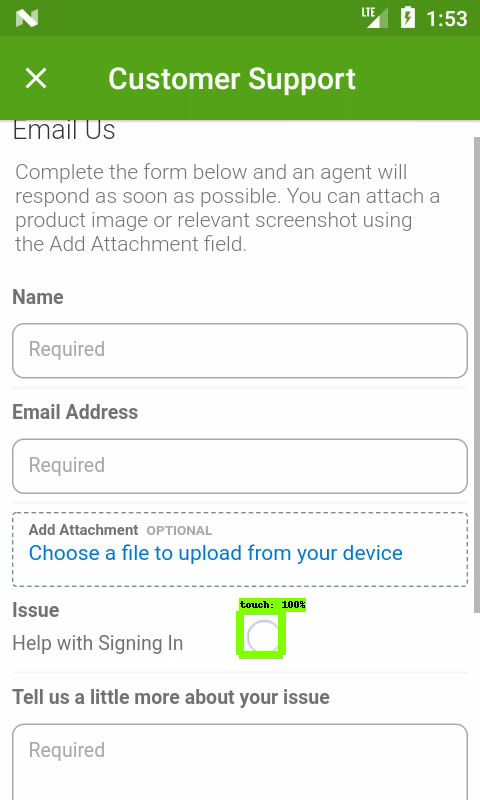 LTE
1:53
Customer Support
Email Us
Complete the form below and an agent will
respond as soon as possible. You can attach a
product image or relevant screenshot using
the Add Attachment field.
Name
Required
Email Address
Required
Add Attachment OPTIONAL
Choose a file to upload from your device
Issue
touch: 100%
Help with Signing In
Tell us a little more about your issue
Required